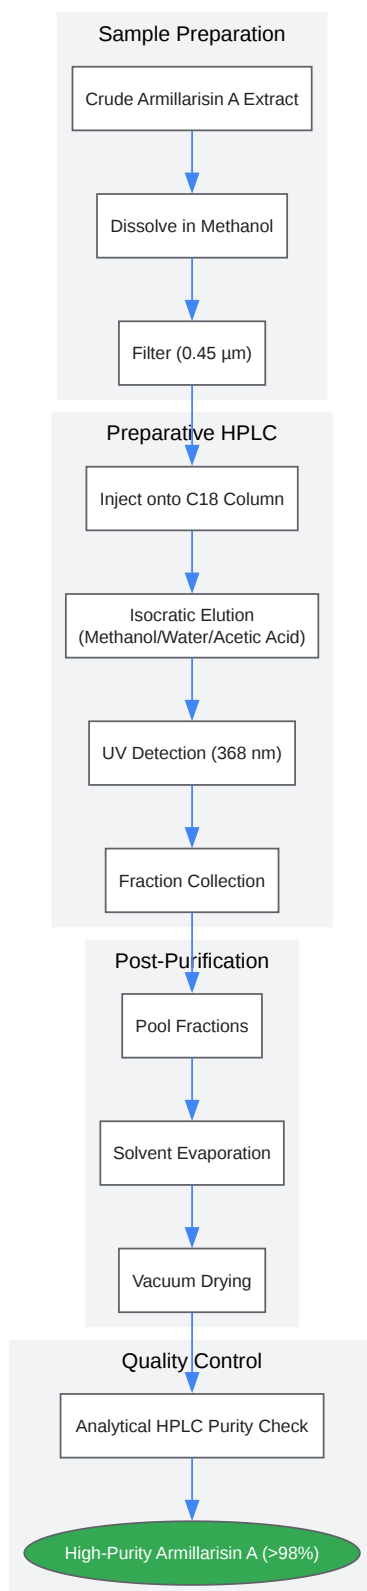 Sample Preparation
Crude Armillarisin A Extract
Dissolve in Methanol
Filter (0.45 µm)
Preparative HPLC
Inject onto C18 Column
Isocratic Elution
(Methanol/Water/Acetic Acid)
UV Detection (368 nm)
Fraction Collection
Post-Purification
Pool Fractions
Solvent Evaporation
Vacuum Drying
Quality Control
Analytical HPLC Purity Check
High-Purity Armillarisin A (>98%)